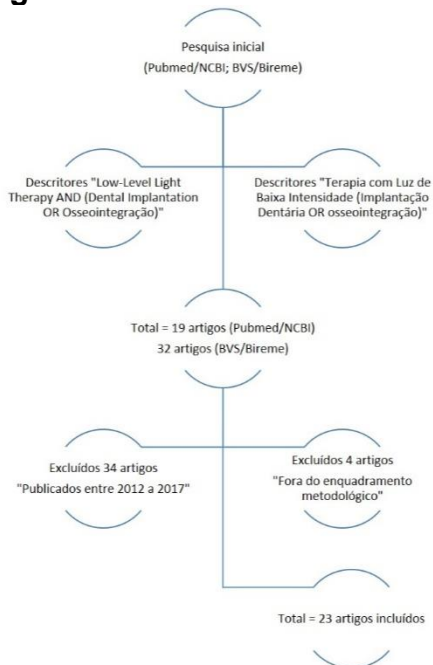 Pesquisa inicial
(Pubmed/NCBI; BVS/Bireme)
Descritores "Low-Level Light
Therapy AND (Dental Implantation
OR Osseointegração)"
Descritores "Terapia com Luz de
Baixa Intensidade (Implantação
Dentária OR osseointegração)"
Total = 19 artigos (Pubmed/NCBI)
32 artigos (BVS/Bireme)
Excluídos 34 artigos
"Publicados entre 2012 a 2017"
Excluídos 4 artigos
"Fora do enquadramento
metodológico"
Total = 23 artigos incluídos